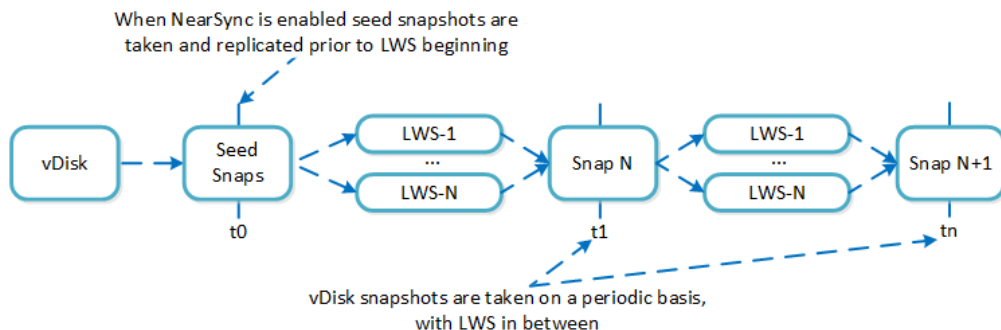 When NearSync is enabled seed snapshots are
taken and replicated prior to LWS beginning
vDisk
Seed
Snaps
LWS-1
...
LWS-N
Snap N
LWS-1
...
LWS-N
Snap N+1
t0
t1
tn
vDisk snapshots are taken on a periodic basis,
with LWS in between